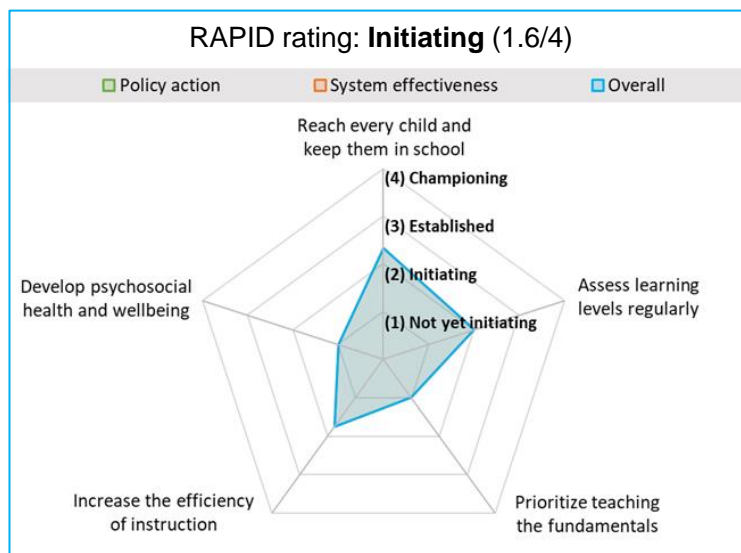 RAPID rating: Initiating (1.6/4)
Policy action
System effectiveness
Overall
Reach every child and
keep them in school
(4) Championing
(3) Established
(2) Initiating
(1) Not yet initiating
Develop psychosocial
health and wellbeing
Assess learning
levels regularly
Increase the efficiency
of instruction
Prioritize teaching
the fundamentals